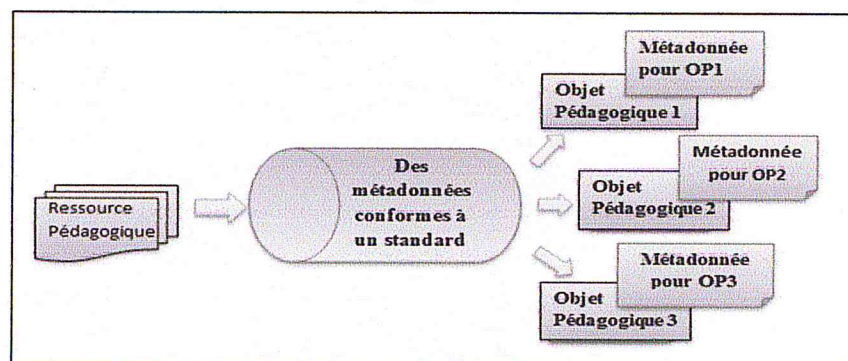 Ressource
Pédagogique
Des
métadonnées
conformes à
un standard
Métadonnée
pour OP1
Objet
Pédagogique 1
Métadonnée
pour OP2
Objet
Pédagogique 2
Métadonnée
pour OP3
Objet
Pédagogique 3